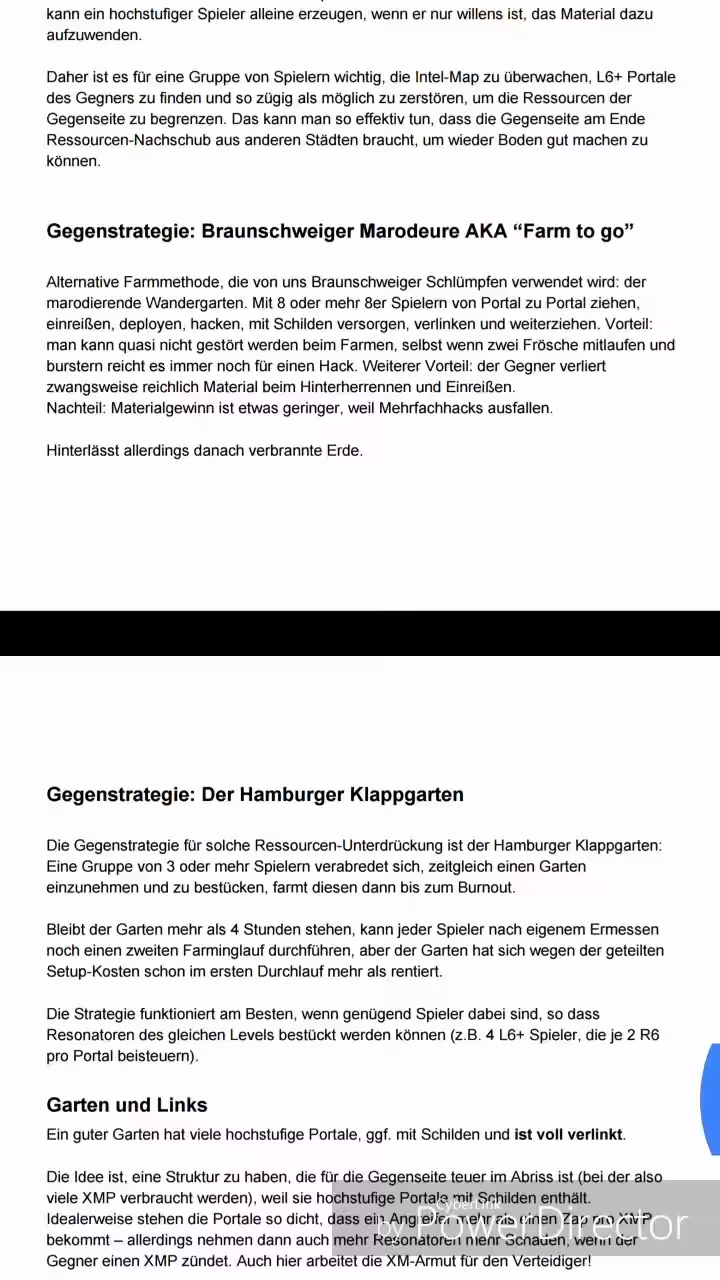 kann ein hochstufiger Spieler alleine erzeugen, wenn er nur willens ist, das Material dazu
aufzuwenden.
Daher ist es für eine Gruppe von Spielern wichtig, die Intel-Map zu überwachen, L6+ Portale
des Gegners zu finden und so zügig als möglich zu zerstören, um die Ressourcen der
Gegenseite zu begrenzen. Das kann man so effektiv tun, dass die Gegenseite am Ende
Ressourcen-Nachschub aus anderen Städten braucht, um wieder Boden gut machen zu
können.
Gegenstrategie: Braunschweiger Marodeure AKA “Farm to go”
Alternative Farmmethode, die von uns Braunschweiger Schlümpfen verwendet wird: der
marodierende Wandergarten. Mit 8 oder mehr 8er Spielern von Portal zu Portal ziehen,
einreißen, deployen, hacken, mit Schilden versorgen, verlinken und weiterziehen. Vorteil:
man kann quasi nicht gestört werden beim Farmen, selbst wenn zwei Frösche mitlaufen und
burstern reicht es immer noch für einen Hack. Weiterer Vorteil: der Gegner verliert
zwangsweise reichlich Material beim Hinterherrennen und Einreißen.
Nachteil: Materialgewinn ist etwas geringer, weil Mehrfachhacks ausfallen.
Hinterlässt allerdings danach verbrannte Erde.
Gegenstrategie: Der Hamburger Klappgarten
Die Gegenstrategie für solche Ressourcen-Unterdrückung ist der Hamburger Klappgarten:
Eine Gruppe von 3 oder mehr Spielern verabredet sich, zeitgleich einen Garten
einzunehmen und zu bestücken, farmt diesen dann bis zum Burnout.
Bleibt der Garten mehr als 4 Stunden stehen, kann jeder Spieler nach eigenem Ermessen
noch einen zweiten Farminglauf durchführen, aber der Garten hat sich wegen der geteilten
Setup-Kosten schon im ersten Durchlauf mehr als rentiert.
Die Strategie funktioniert am Besten, wenn genügend Spieler dabei sind, so dass
Resonatoren des gleichen Levels bestückt werden können (z.B. 4 L6+ Spieler, die je 2 R6
pro Portal beisteuern).
Garten und Links
Ein guter Garten hat viele hochstufige Portale, ggf. mit Schilden und ist voll verlinkt.
Die Idee ist, eine Struktur zu haben, die für die Gegenseite teuer im Abriss ist (bei der also
viele XMP verbraucht werden), weil sie hochstufige Portale mit Schilden enthält.
Idealerweise stehen die Portale so dicht, dass ein Angreifer mehr als einen Zap pro XMP
bekommt – allerdings nehmen dann auch mehr Resonatoren mehr Schaden, wenn der
Gegner einen XMP zündet. Auch hier arbeitet die XM-Armut für den Verteidiger!
CyberLink
by PowerDirector